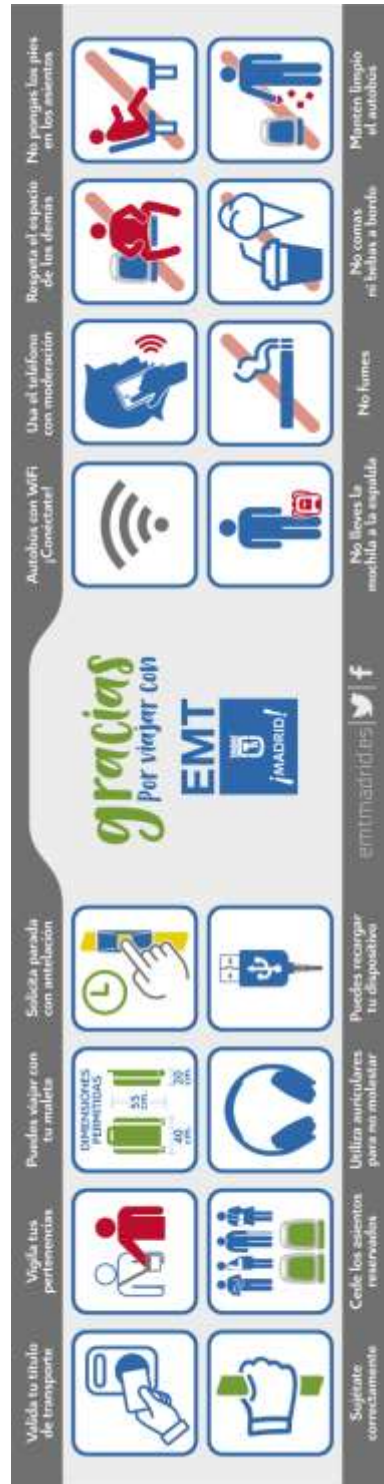 Valida tu título
de transporte
Vigila tus
pertenencias
Puedes viajar con
tu maleta
Solicita parada
con antelación
Autobús con WiFi
¡Conéctate!
Usa el teléfono
con moderación
Respeta el espacio
de los demás
No pongas los pies
en los asientos
DIMENSIONES
PERMITIDAS
55
cm.
40
cm.
20
cm.
gracias
por viajar con
EMT
¡MADRID!
Sujétate
correctamente
Cede los asientos
reservados
Utiliza auriculares
para no molestar
Puedes recargar
tu dispositivo
emtmadrid.es
No lleves la
mochila a la espalda
No fumes
No comas
ni bebas a bordo
Mantén limpio
el autobús